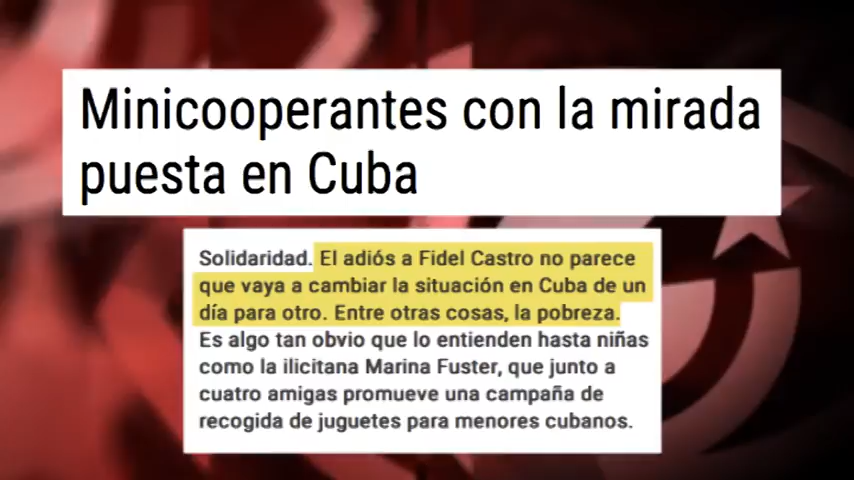 Minicooperantes con la mirada
puesta en Cuba
Solidaridad. El adiós a Fidel Castro no parece
que vaya a cambiar la situación en Cuba de un
día para otro. Entre otras cosas, la pobreza.
Es algo tan obvio que lo entienden hasta niñas
como la ilicitana Marina Fuster, que junto a
cuatro amigas promueve una campaña de
recogida de juguetes para menores cubanos.